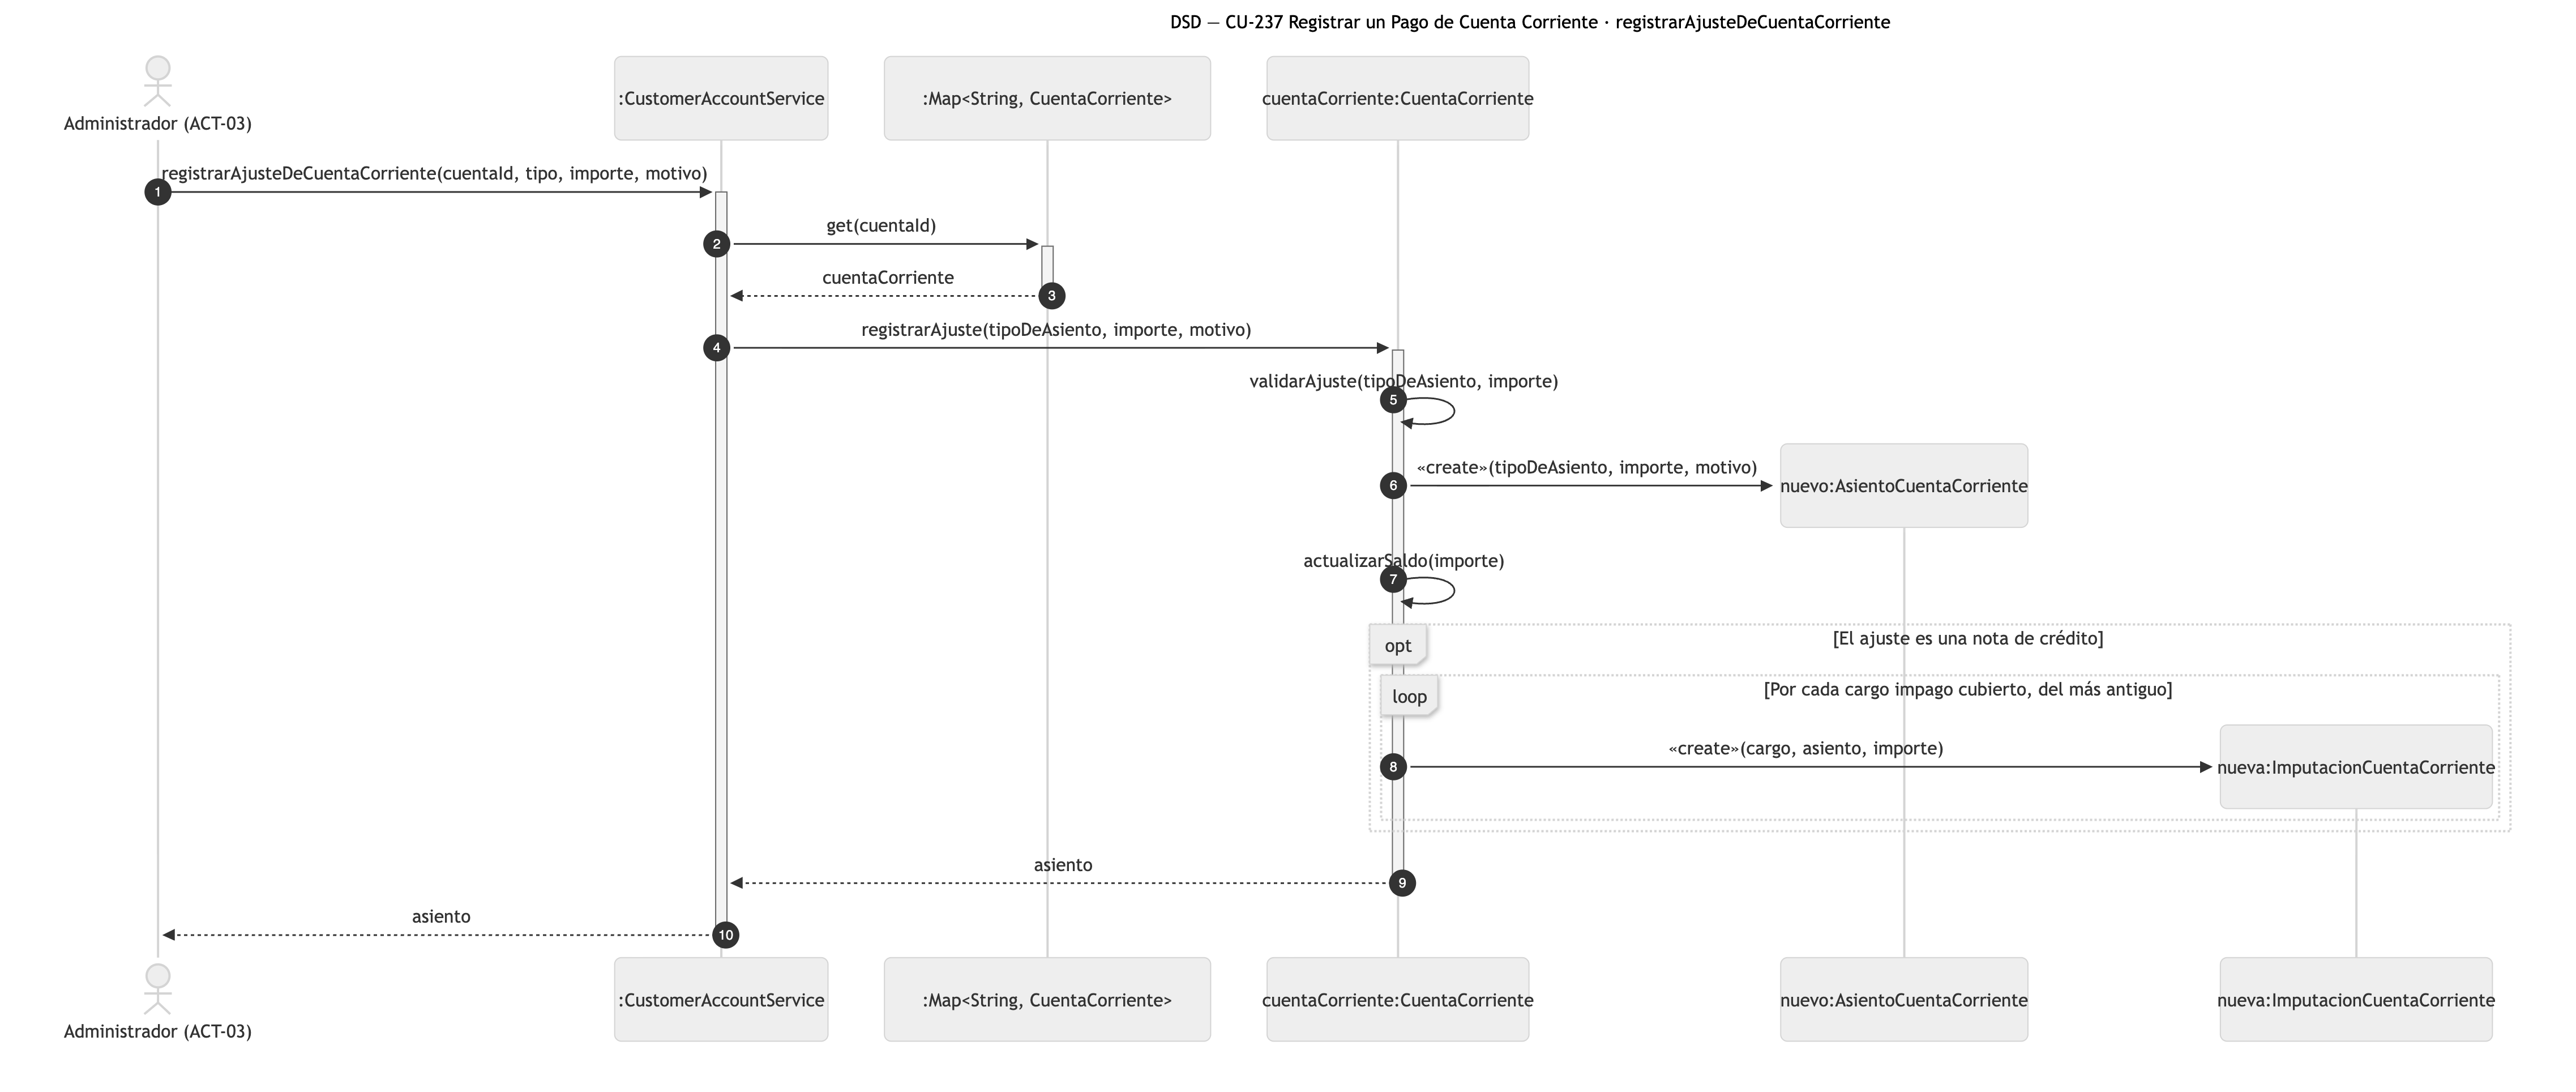 DSD — CU-237 Registrar un Pago de Cuenta Corriente · registrarAjusteDeCuentaCorriente
Administrador (ACT-03)
:CustomerAccountService
:Map<String, CuentaCorriente>
cuentaCorriente:CuentaCorriente
registrarAjusteDeCuentaCorriente(cuentaId, tipo, importe, motivo)
1
get(cuentaId)
2
cuentaCorriente
3
registrarAjuste(tipoDeAsiento, importe, motivo)
4
validarAjuste(tipoDeAsiento, importe)
5
«create»(tipoDeAsiento, importe, motivo)
6
nuevo:AsientoCuentaCorriente
actualizarSaldo(importe)
7
opt
[El ajuste es una nota de crédito]
loop
[Por cada cargo impago cubierto, del más antiguo]
«create»(cargo, asiento, importe)
8
nueva:ImputacionCuentaCorriente
asiento
9
asiento
10
Administrador (ACT-03)
:CustomerAccountService
:Map<String, CuentaCorriente>
cuentaCorriente:CuentaCorriente
nuevo:AsientoCuentaCorriente
nueva:ImputacionCuentaCorriente